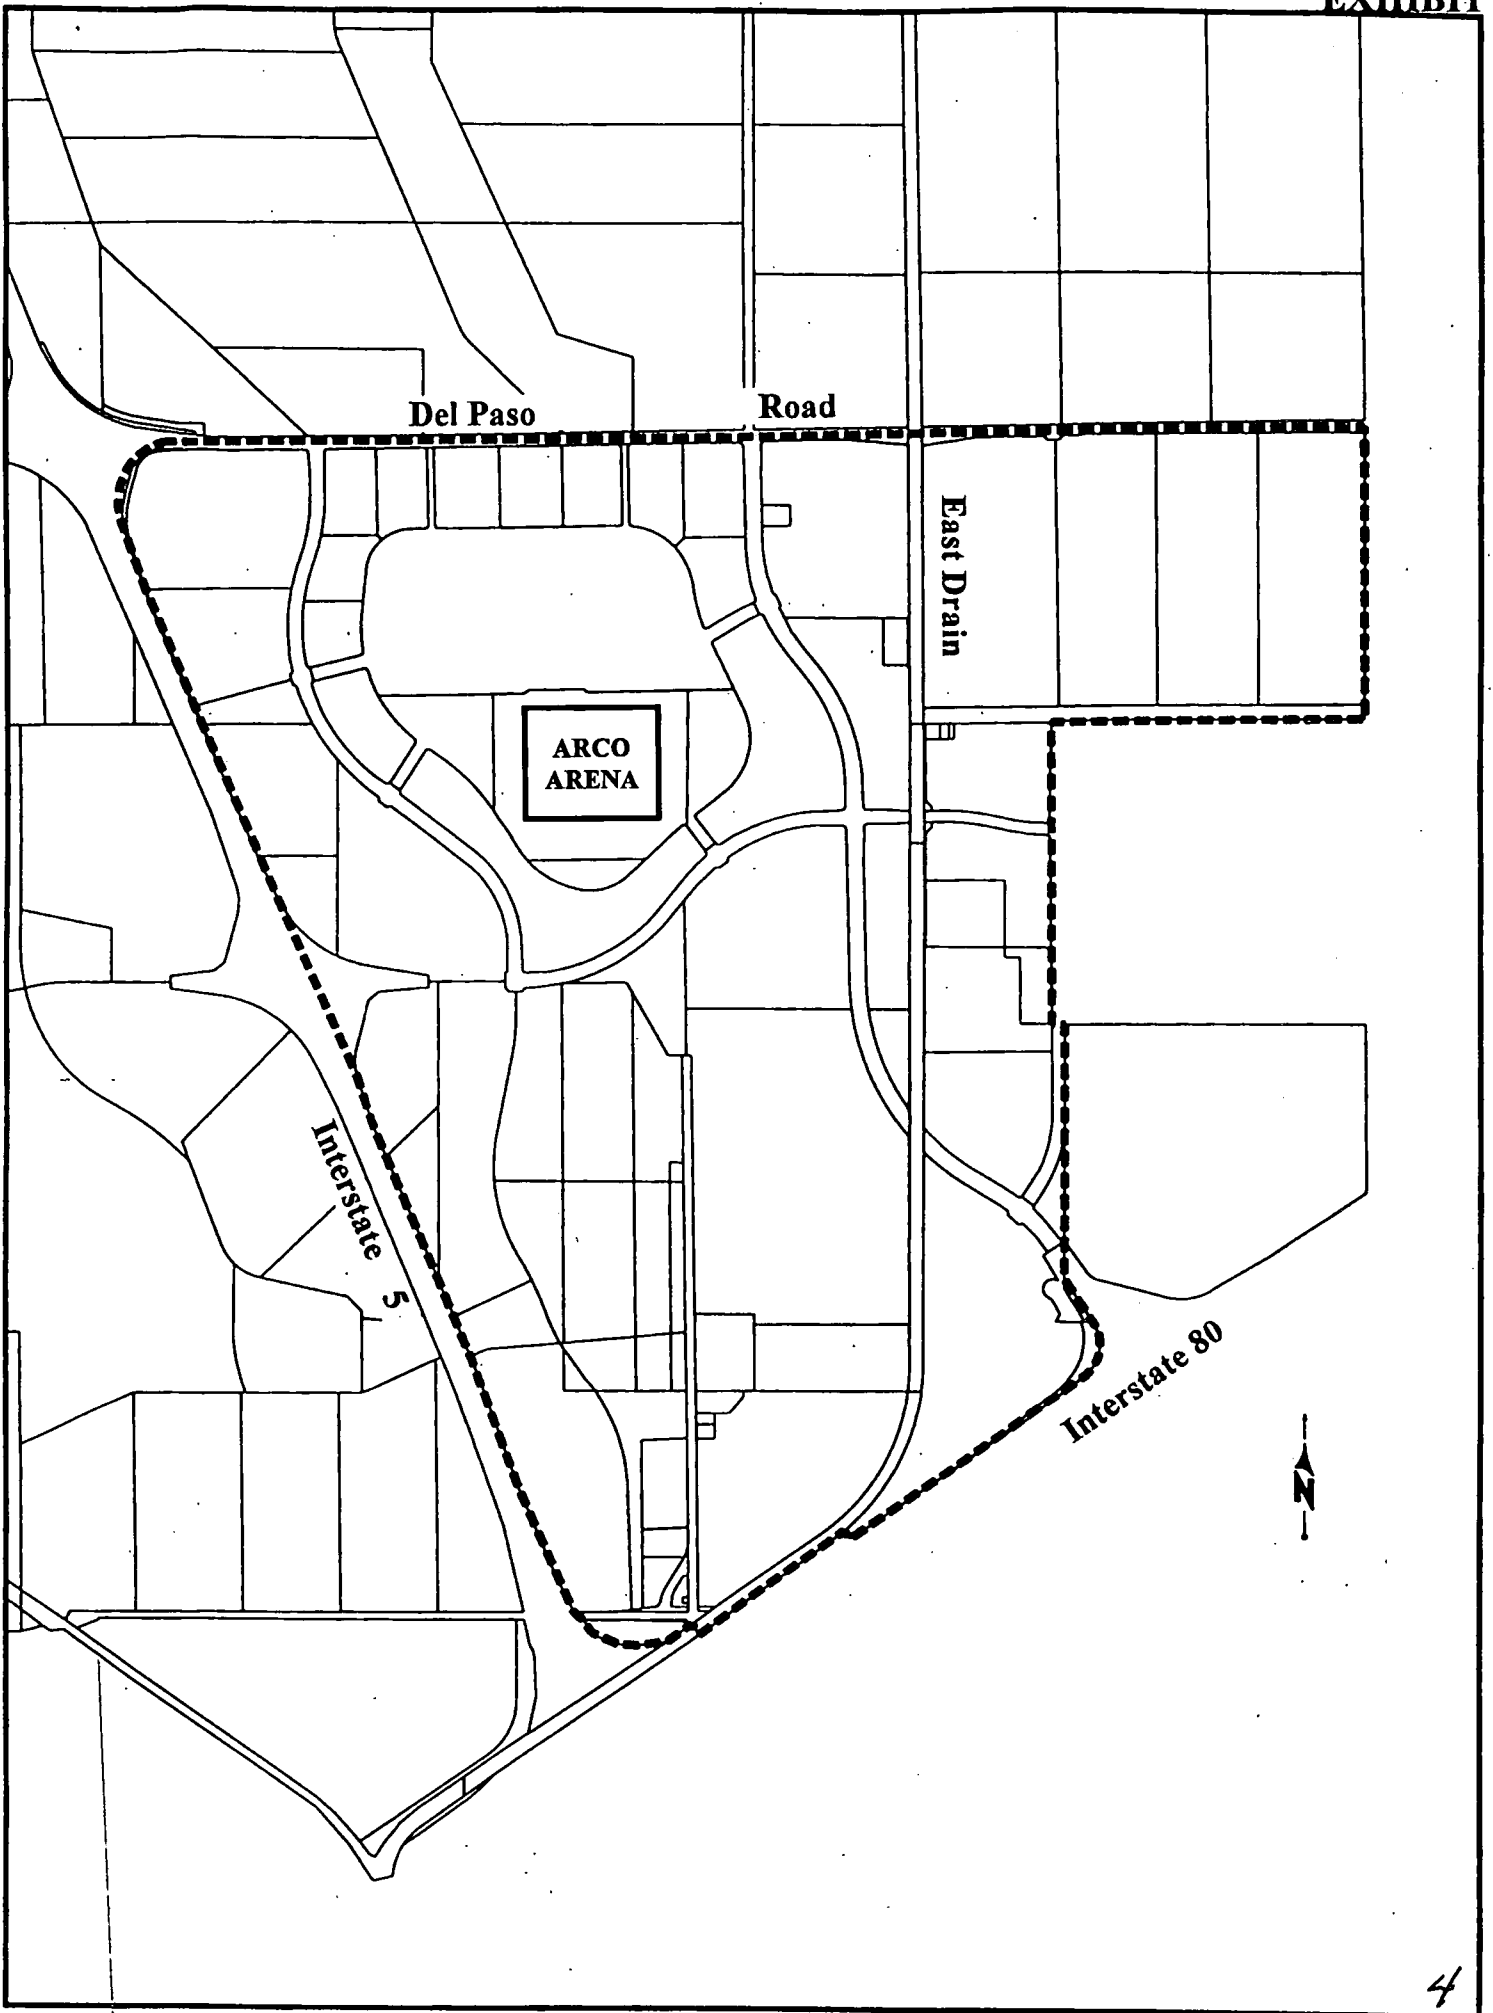 EXHIBIT
Del Paso Road
East Drain
ARCO
ARENA
Interstate 5
Interstate 80
N
4